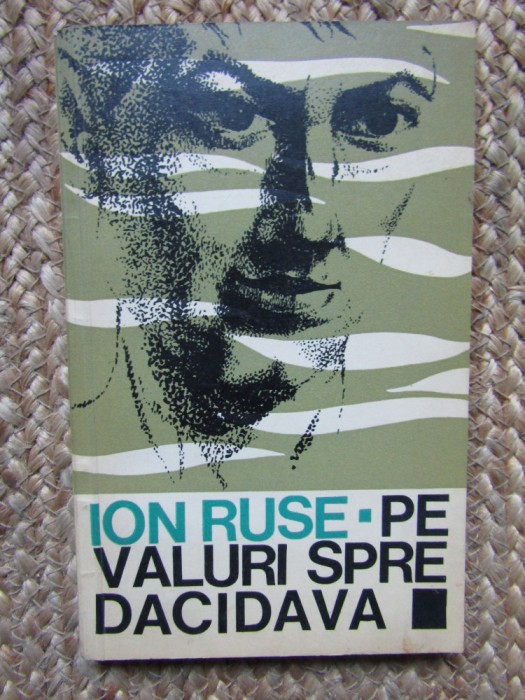 ION RUSE ▪ PE
VALURI SPRE
DACIDAVA ■